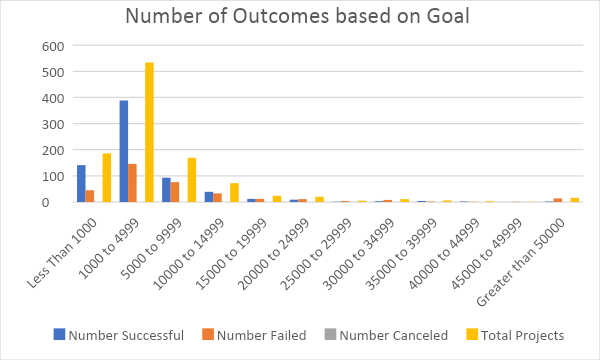 Number of Outcomes based on Goal
600
500
400
300
200
100
0
Less Than 1000
1000 to 4999
5000 to 9999
10000 to 14999
15000 to 19999
20000 to 24999
25000 to 29999
30000 to 34999
35000 to 39999
40000 to 44999
45000 to 49999
Greater than 50000
Number Successful
Number Failed
Number Canceled
Total Projects